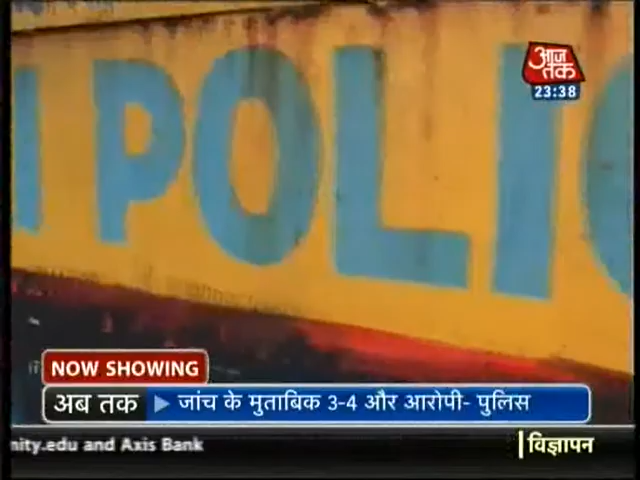 I POLIC
आज तक
23:38
NOW SHOWING
अब तक
जांच के मुताबिक 3-4 और आरोपी- पुलिस
nity.edu and Axis Bank
विज्ञापन